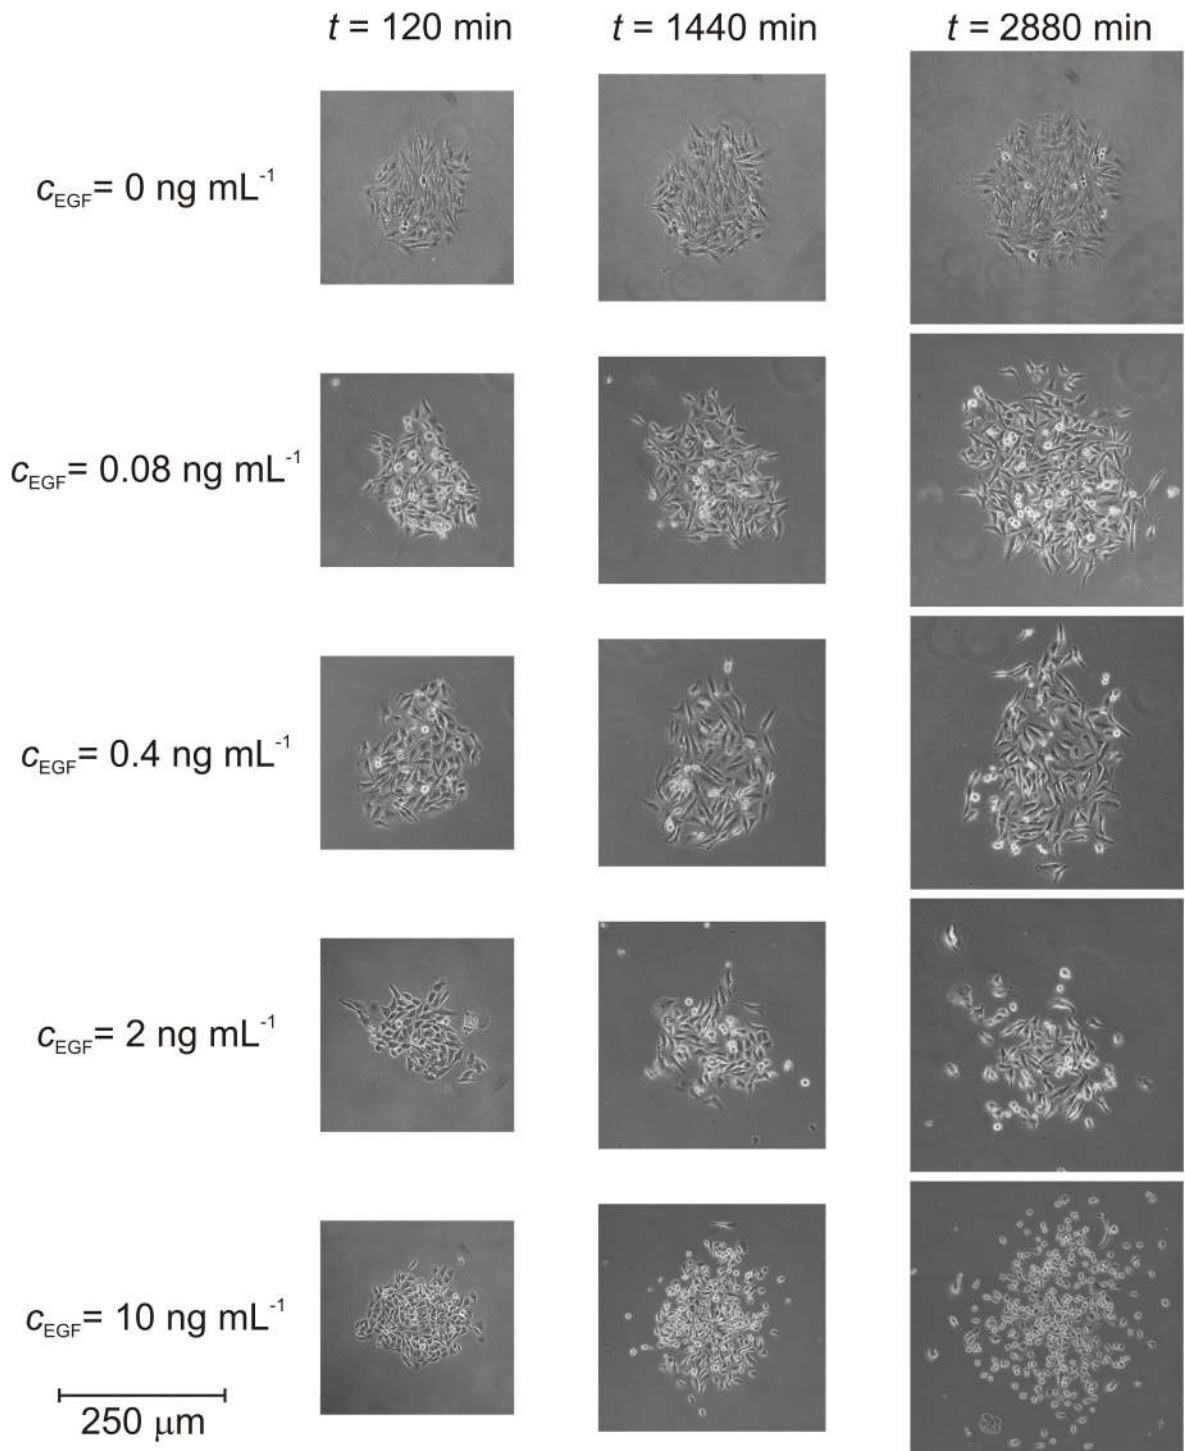 t = 120 min t = 1440 min t = 2880 min
cEGF= 0 ng mL-1
cEGF= 0.08 ng mL-1
cEGF= 0.4 ng mL-1
cEGF= 2 ng mL-1
cEGF= 10 ng mL-1
250 μm